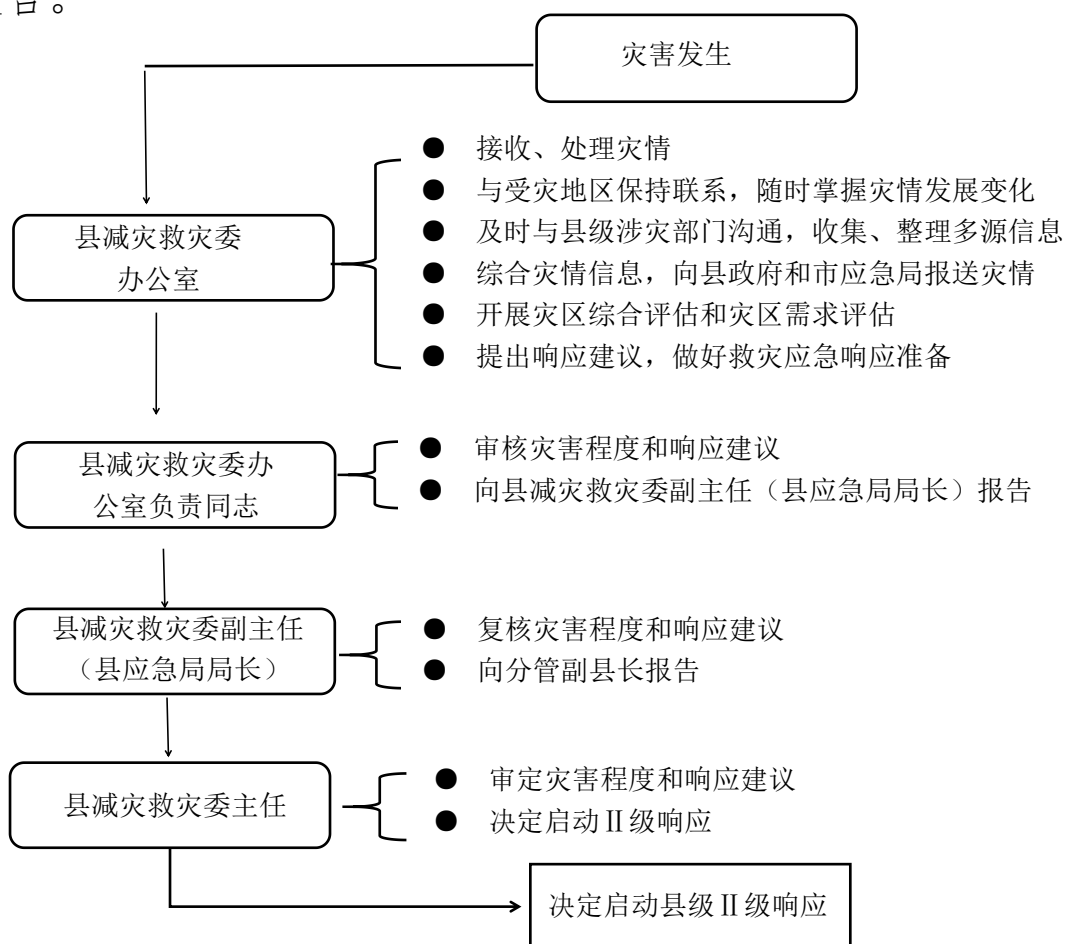 告。
灾害发生
● 接收、处理灾情
● 与受灾地区保持联系，随时掌握灾情发展变化
● 及时与县级涉灾部门沟通，收集、整理多源信息
● 综合灾情信息，向县政府和市应急局报送灾情
● 开展灾区综合评估和灾区需求评估
● 提出响应建议，做好救灾应急响应准备
县减灾救灾委
办公室
● 审核灾害程度和响应建议
● 向县减灾救灾委副主任（县应急局局长）报告
县减灾救灾委办
公室负责同志
● 复核灾害程度和响应建议
● 向分管副县长报告
县减灾救灾委副主任
（县应急局局长）
● 审定灾害程度和响应建议
● 决定启动Ⅱ级响应
县减灾救灾委主任
决定启动县级Ⅱ级响应